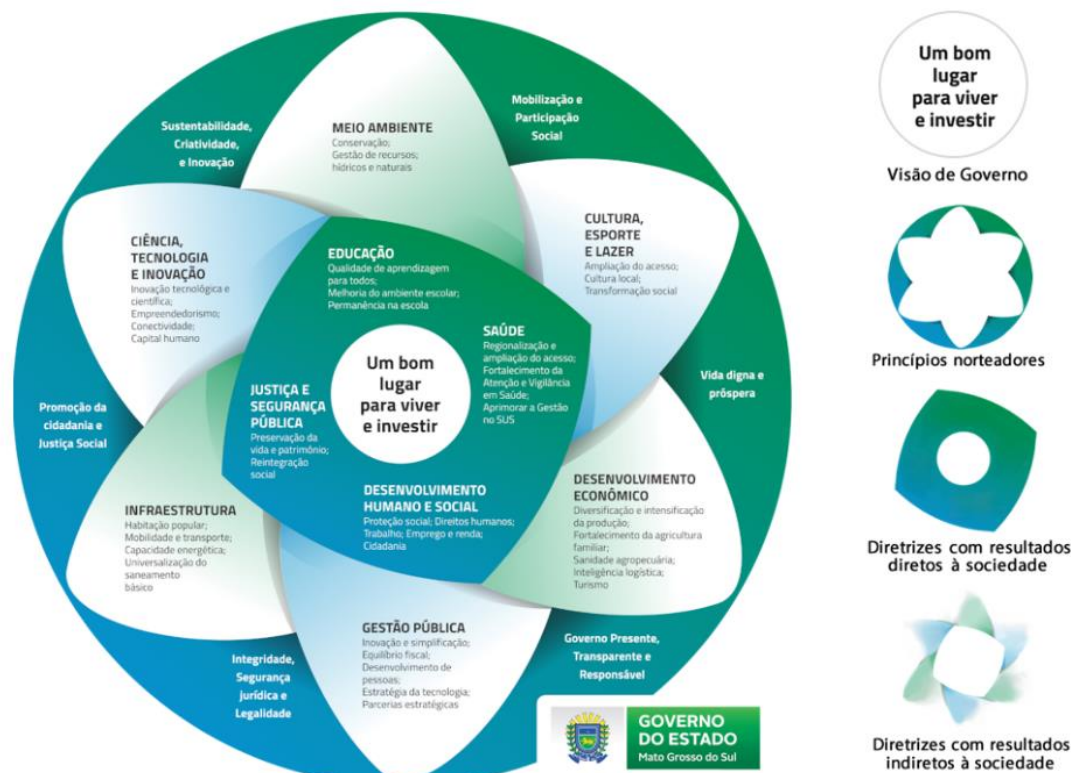 Sustentabilidade,
Criatividade,
e Inovação
MEIO AMBIENTE
Conservação;
Gestão de recursos;
hídricos e naturais
Mobilização e
Participação
Social
CIÊNCIA,
TECNOLOGIA
E INOVAÇÃO
Inovação tecnológica e
científica;
Empreendedorismo;
Conectividade;
Capital humano
EDUCAÇÃO
Qualidade de aprendizagem
para todos;
Melhoria do ambiente escolar;
Permanência na escola
CULTURA,
ESPORTE
E LAZER
Ampliação do acesso;
Cultura local;
Transformação social
SAÚDE
Regionalização e
ampliação do acesso;
Fortalecimento da
Atenção e Vigilância
em Saúde;
Aprimorar a Gestão
no SUS
Um bom
lugar
para viver
e investir
JUSTIÇA E
SEGURANÇA
PÚBLICA
Preservação da
vida e patrimônio;
Reintegração
social
Vida digna e
próspera
Promoção da
cidadania e
Justiça Social
DESENVOLVIMENTO
HUMANO E SOCIAL
Proteção social; Direitos humanos;
Trabalho; Emprego e renda;
Cidadania
DESENVOLVIMENTO
ECONÔMICO
Diversificação e intensificação
da produção;
Fortalecimento da agricultura
familiar;
Sanidade agropecuária;
Inteligência logística;
Turismo
INFRAESTRUTURA
Habitação popular;
Mobilidade e transporte;
Capacidade energética;
Universalização do
saneamento
básico
GESTÃO PÚBLICA
Inovação e simplificação;
Equilíbrio fiscal;
Desenvolvimento de
pessoas;
Estratégia da tecnologia;
Parcerias estratégicas
Integridade,
Segurança
jurídica e
Legalidade
Governo Presente,
Transparente e
Responsável
GOVERNO
DO ESTADO
Mato Grosso do Sul
Um bom
lugar
para viver
e investir
Visão de Governo
Princípios norteadores
Diretrizes com resultados
diretos à sociedade
Diretrizes com resultados
indiretos à sociedade